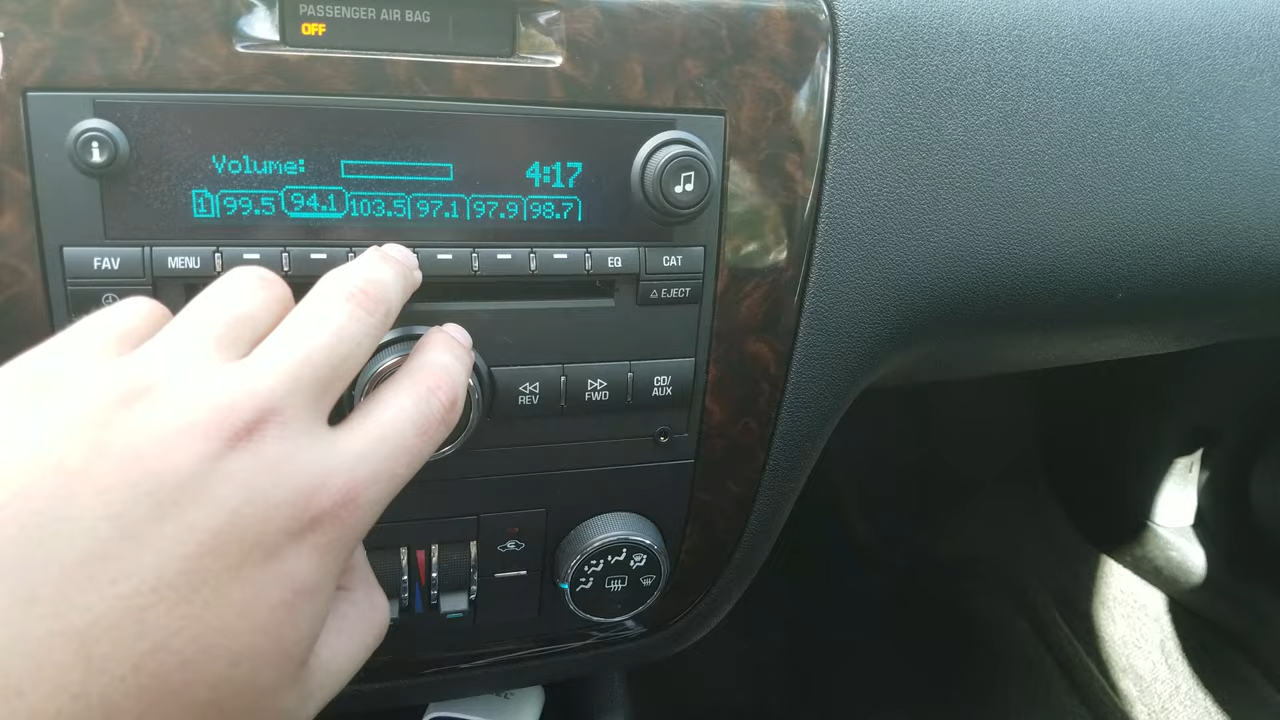 PASSENGER AIR BAG
OFF
Volume: 4:17
1 99.5 94.1 103.5 97.1 97.9 98.7
FAV MENU EQ CAT
EJECT
REV FWD CD/
AUX